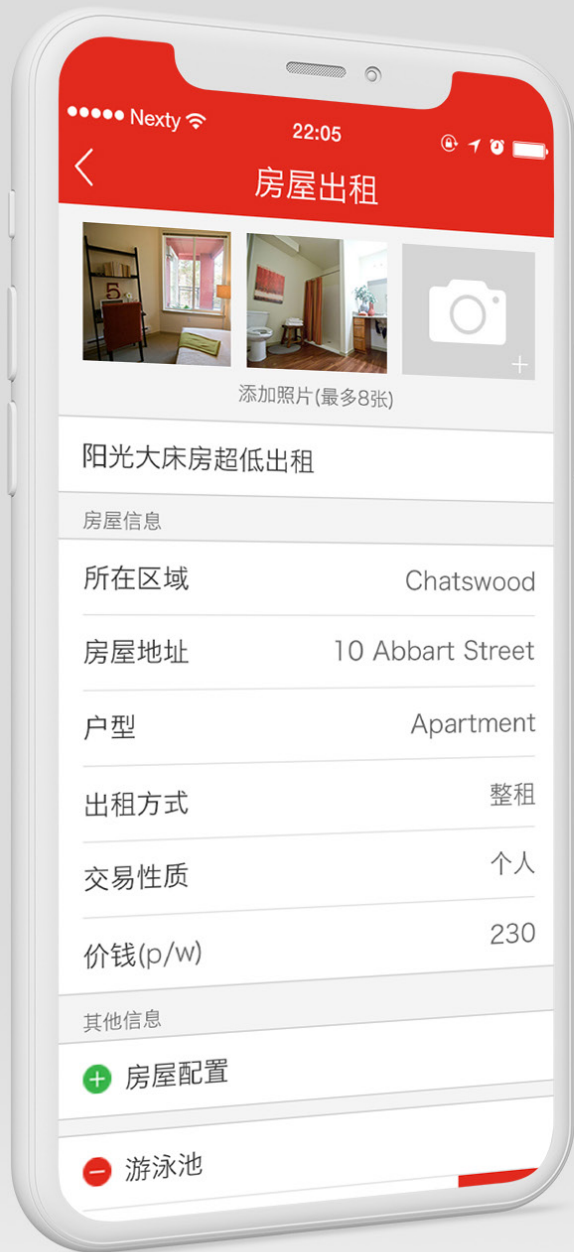 Nexty
22:05
房屋出租
5
添加照片(最多8张)
阳光大床房超低出租
房屋信息
所在区域 Chatswood
房屋地址 10 Abbart Street
户型 Apartment
出租方式 整租
交易性质 个人
价钱(p/w) 230
其他信息
房屋配置
游泳池